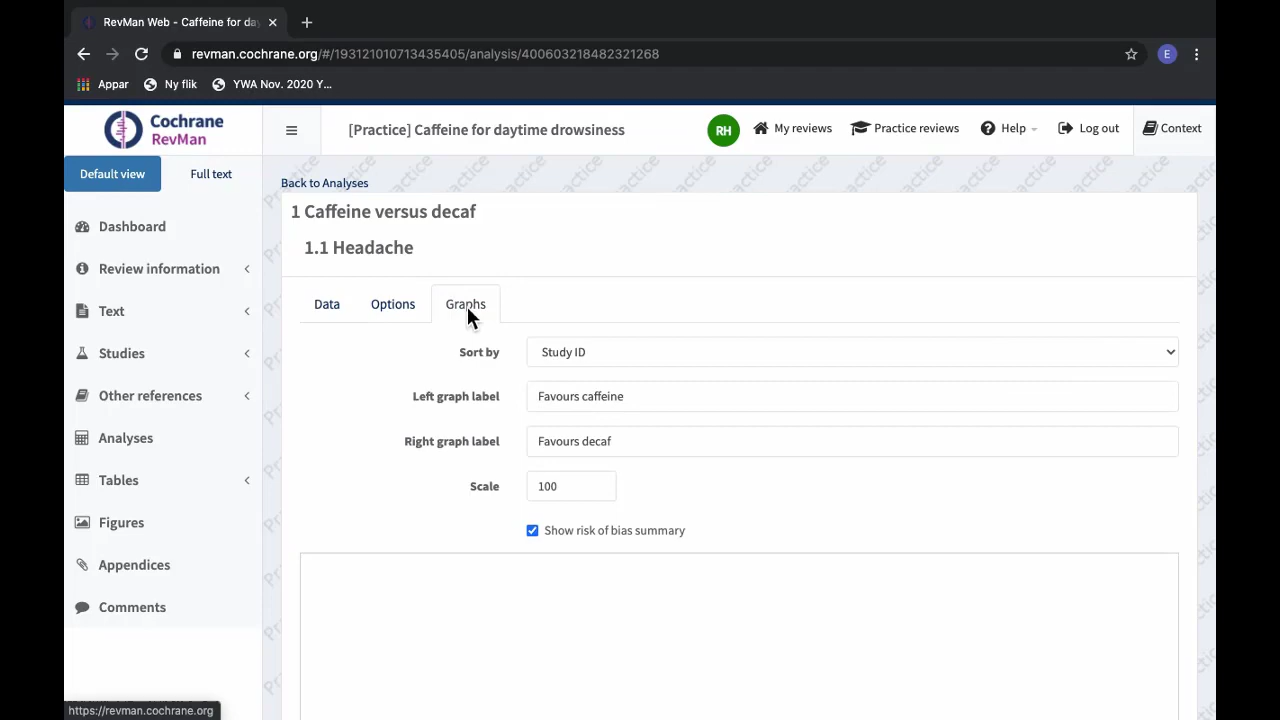 RevMan Web - Caffeine for da
revman.cochrane.org/#/193121010713435405/analysis/400603218482321268
E
Appar
Ny flik
YWA Nov. 2020 Y...
Cochrane
RevMan
[Practice] Caffeine for daytime drowsiness
RH
My reviews
Practice reviews
Help
Log out
Context
Default view
Full text
Back to Analyses
1 Caffeine versus decaf
1.1 Headache
Dashboard
Review information
Text
Studies
Other references
Analyses
Tables
Figures
Appendices
Comments
Data
Options
Graphs
Sort by
Study ID
Left graph label
Favours caffeine
Right graph label
Favours decaf
Scale
100
Show risk of bias summary
https://revman.cochrane.org